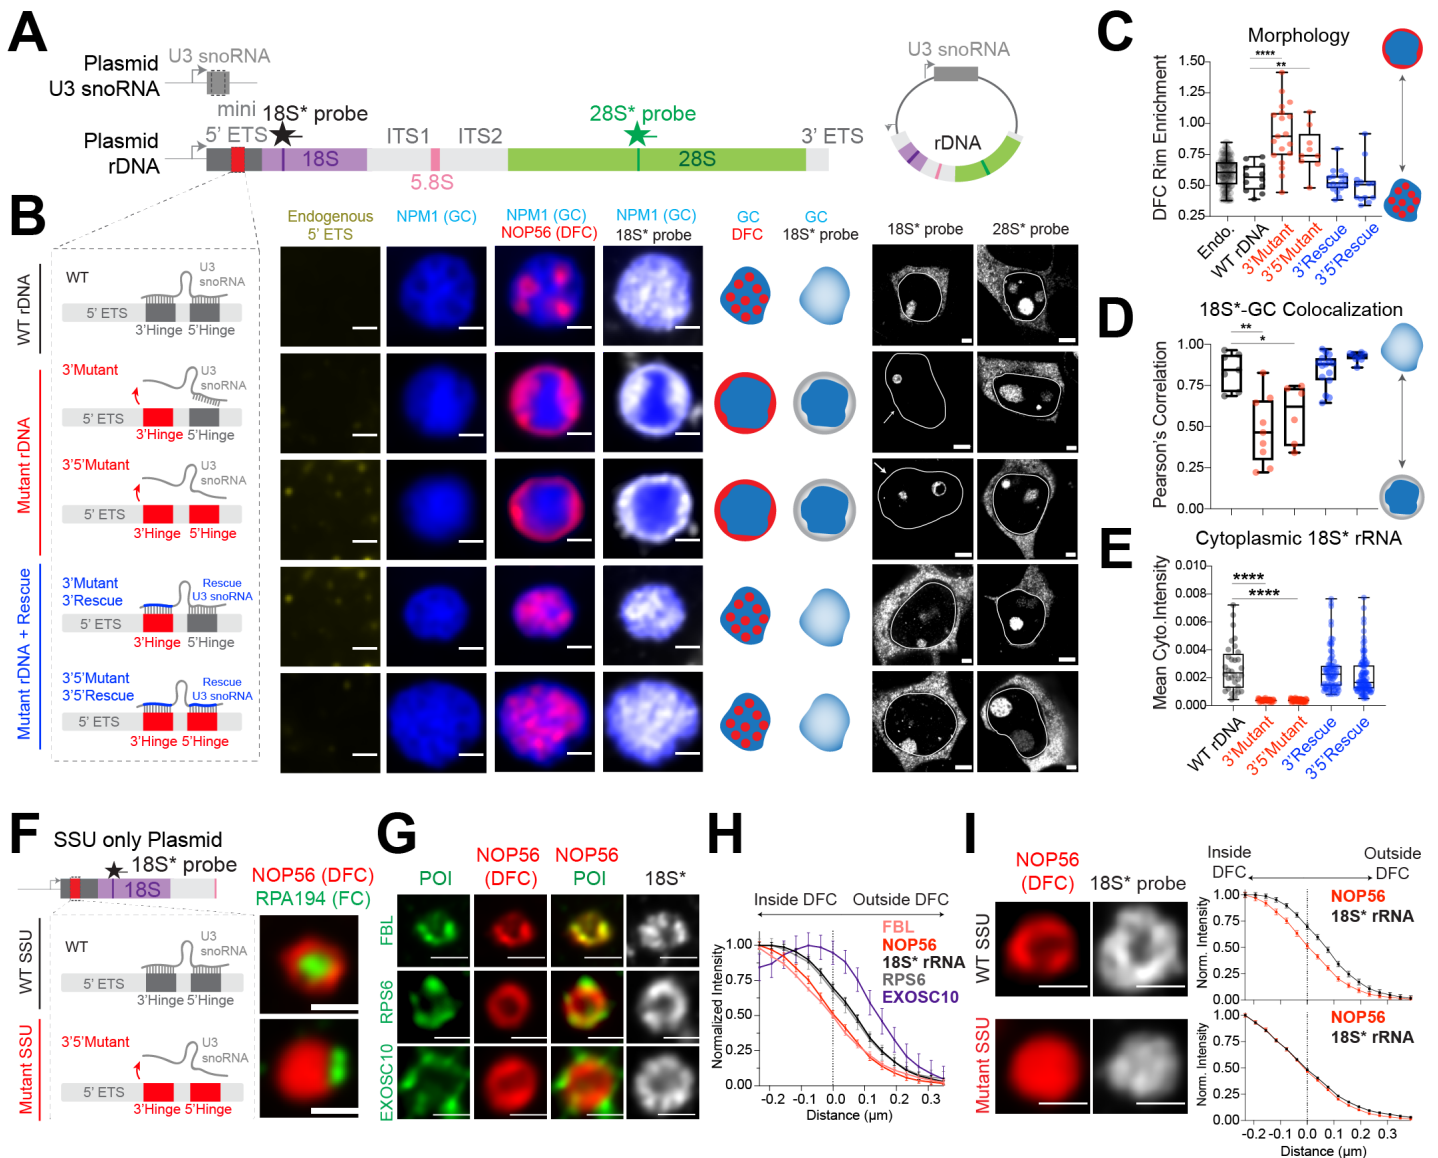 A
Plasmid
U3 snoRNA
U3 snoRNA
mini
5' ETS
18S* probe
28S* probe
Plasmid
rDNA
ITS1
ITS2
3' ETS
18S
5.8S
28S
U3 snoRNA
rDNA
B
Endogenous
5' ETS
NPM1 (GC)
NPM1 (GC)
NOP56 (DFC)
NPM1 (GC)
18S* probe
GC
DFC
GC
18S* probe
18S* probe
28S* probe
WT rDNA
WT
U3
snoRNA
5' ETS
3'Hinge
5'Hinge
Mutant rDNA
3'Mutant
U3
snoRNA
5' ETS
3'Hinge
5'Hinge
3'5'Mutant
U3
snoRNA
5' ETS
3'Hinge
5'Hinge
Mutant rDNA + Rescue
3'Mutant
3'Rescue
Rescue
U3 snoRNA
5' ETS
3'Hinge
5'Hinge
3'5'Mutant
3'5'Rescue
Rescue
U3 snoRNA
5' ETS
3'Hinge
5'Hinge
C
Morphology
DFC Rim Enrichment
1.50
1.25
1.00
0.75
0.50
0.25
****
**
Endo.
WT rDNA
3'Mutant
3'5'Mutant
3'Rescue
3'5'Rescue
D
18S*-GC Colocalization
Pearson's Correlation
1.00
0.75
0.50
0.25
0.00
**
*
E
Cytoplasmic 18S* rRNA
Mean Cyto.Intensity
0.010
0.008
0.006
0.004
0.002
0.000
****
****
WT rDNA
3'Mutant
3'5'Mutant
3'Rescue
3'5'Rescue
F
SSU only Plasmid
18S* probe
18S
NOP56 (DFC)
RPA194 (FC)
WT SSU
WT
U3
snoRNA
5' ETS
3'Hinge
5'Hinge
Mutant SSU
3'5'Mutant
U3
snoRNA
5' ETS
3'Hinge
5'Hinge
G
POI
NOP56
(DFC)
NOP56
POI
18S*
FBL
RPS6
EXOSC10
H
Inside DFC
Outside DFC
FBL
NOP56
18S* rRNA
RPS6
EXOSC10
Normalized Intensity
1.00
0.75
0.50
0.25
0.00
-0.2
-0.1
0.0
0.1
0.2
0.3
Distance (µm)
I
NOP56
(DFC)
18S* probe
WT SSU
Mutant SSU
Inside
DFC
Outside
DFC
NOP56
18S* rRNA
Norm. Intensity
1.00
0.75
0.50
0.25
0.00
NOP56
18S* rRNA
Norm. Intensity
1.00
0.75
0.50
0.25
0.00
-0.2
-0.1
0.0
0.1
0.2
0.3
Distance (µm)